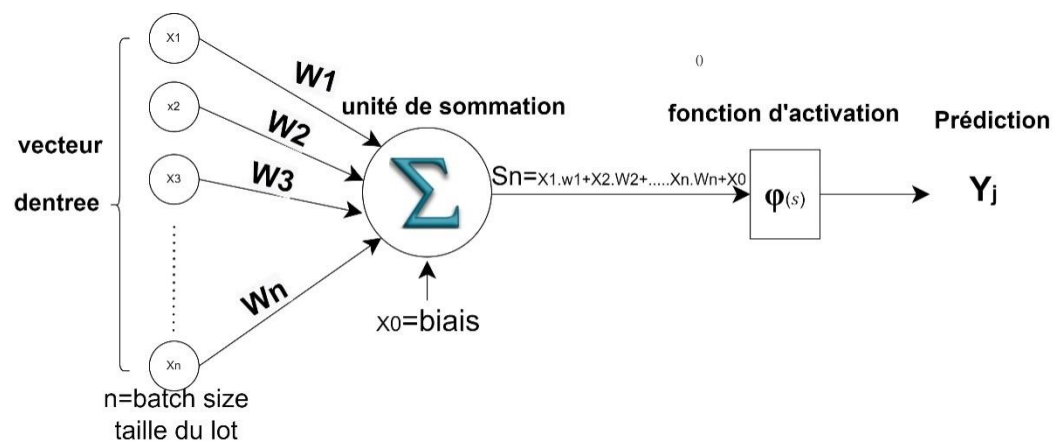 X1
x2
X3
Xn
vecteur
dentree
W1
W2
W3
Wn
unité de sommation
Σ
X0=biais
Sn=X1.w1+X2.W2+.....Xn.Wn+X0
()
fonction d'activation
φ(s)
Prédiction
Yj
n=batch size
taille du lot